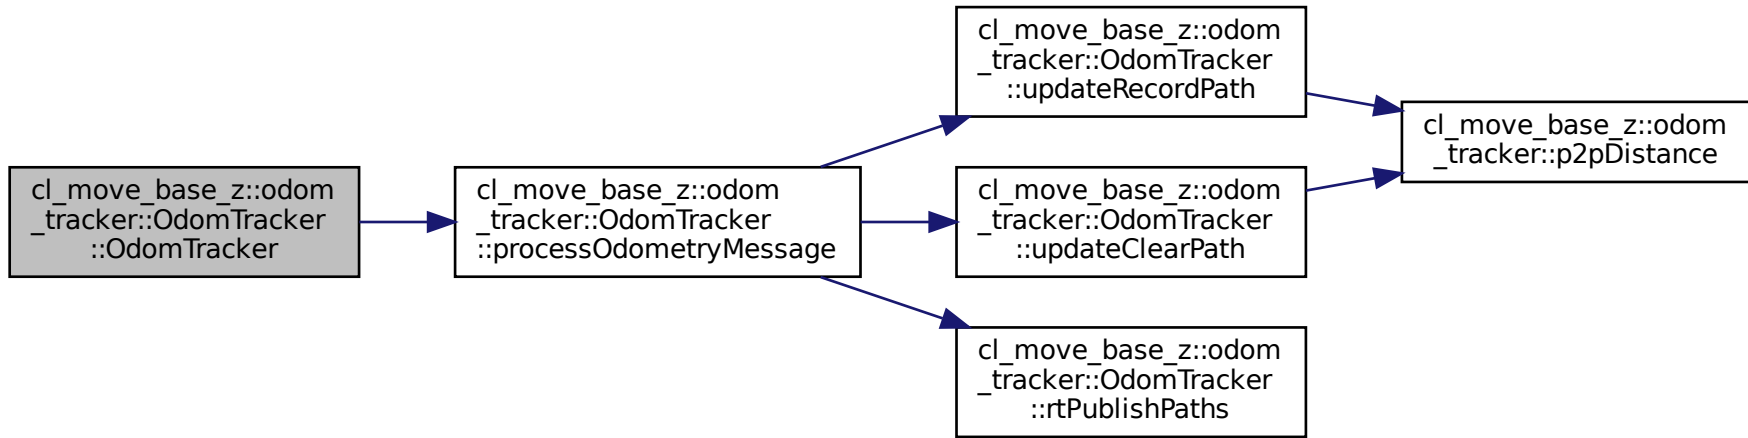 cl_move_base_z::odom
_tracker::OdomTracker
::OdomTracker
cl_move_base_z::odom
_tracker::OdomTracker
::processOdometryMessage
cl_move_base_z::odom
_tracker::OdomTracker
::updateRecordPath
cl_move_base_z::odom
_tracker::OdomTracker
::updateClearPath
cl_move_base_z::odom
_tracker::OdomTracker
::rtPublishPaths
cl_move_base_z::odom
_tracker::p2pDistance